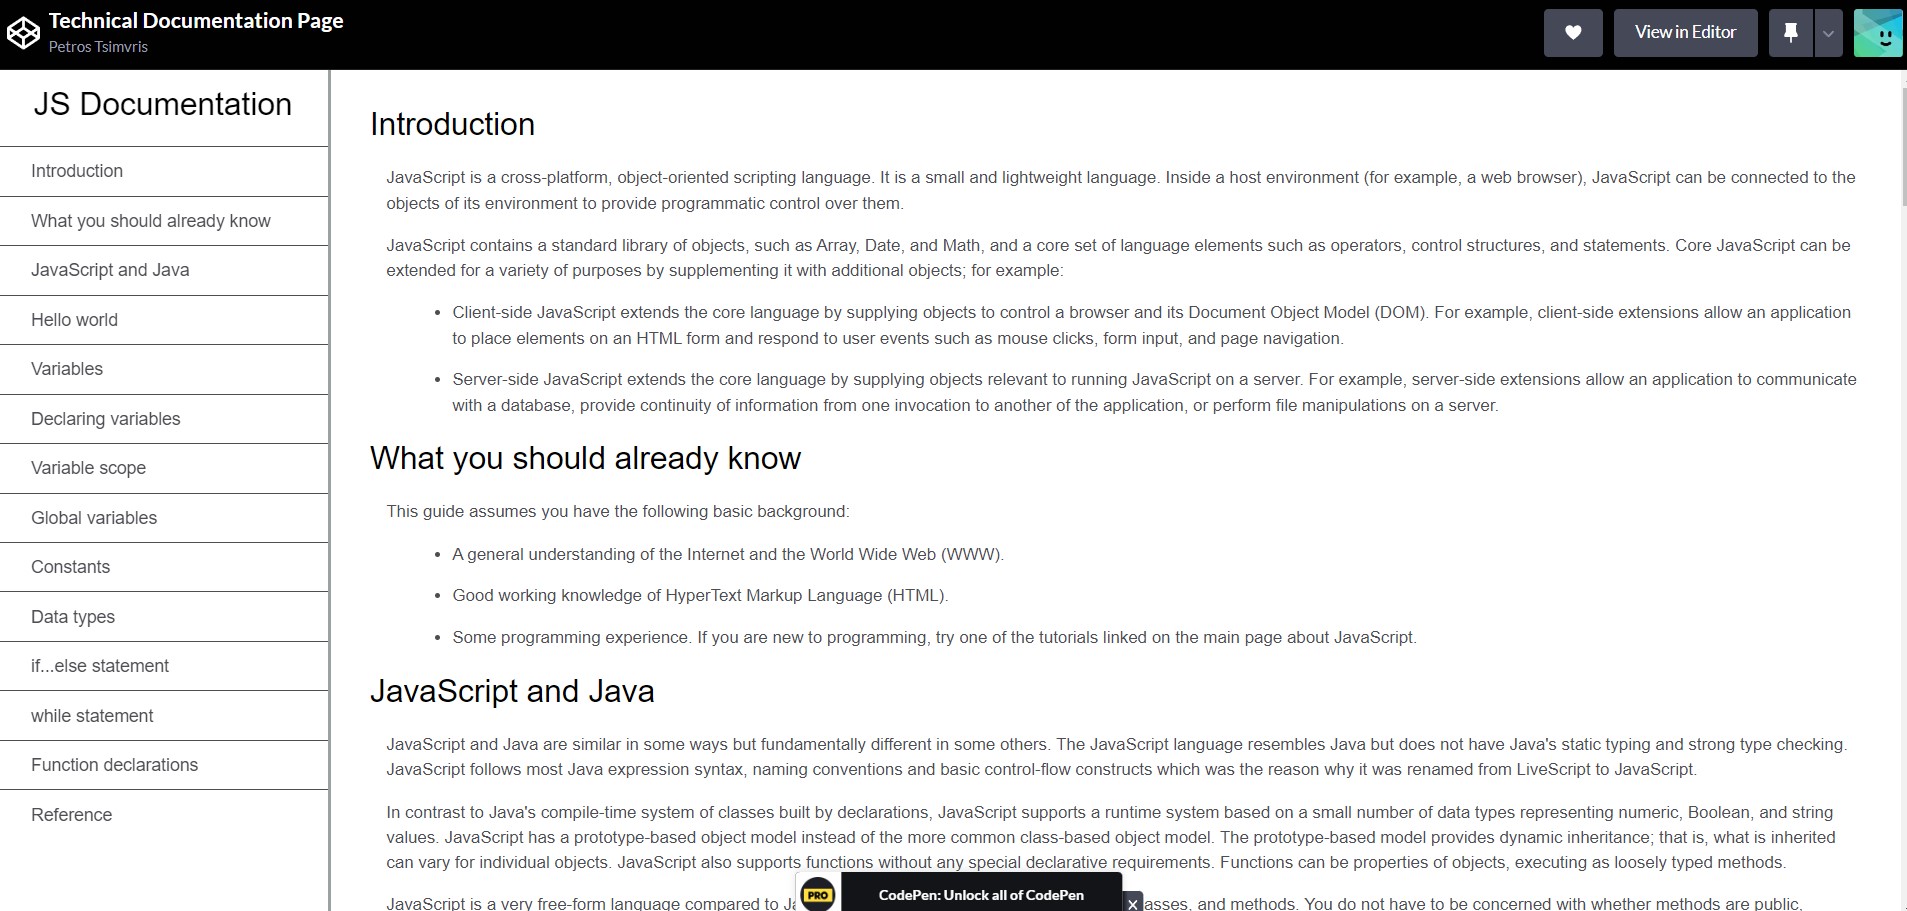 Technical Documentation Page
Petros Tsimvris
View in Editor
JS Documentation
Introduction
What you should already know
JavaScript and Java
Hello world
Variables
Declaring variables
Variable scope
Global variables
Constants
Data types
if...else statement
while statement
Function declarations
Reference
Introduction
JavaScript is a cross-platform, object-oriented scripting language. It is a small and lightweight language. Inside a host environment (for example, a web browser), JavaScript can be connected to the
objects of its environment to provide programmatic control over them.
JavaScript contains a standard library of objects, such as Array, Date, and Math, and a core set of language elements such as operators, control structures, and statements. Core JavaScript can be
extended for a variety of purposes by supplementing it with additional objects; for example:
• Client-side JavaScript extends the core language by supplying objects to control a browser and its Document Object Model (DOM). For example, client-side extensions allow an application
to place elements on an HTML form and respond to user events such as mouse clicks, form input, and page navigation.
• Server-side JavaScript extends the core language by supplying objects relevant to running JavaScript on a server. For example, server-side extensions allow an application to communicate
with a database, provide continuity of information from one invocation to another of the application, or perform file manipulations on a server.
What you should already know
This guide assumes you have the following basic background:
• A general understanding of the Internet and the World Wide Web (WWW).
• Good working knowledge of HyperText Markup Language (HTML).
• Some programming experience. If you are new to programming, try one of the tutorials linked on the main page about JavaScript.
JavaScript and Java
JavaScript and Java are similar in some ways but fundamentally different in some others. The JavaScript language resembles Java but does not have Java's static typing and strong type checking.
JavaScript follows most Java expression syntax, naming conventions and basic control-flow constructs which was the reason why it was renamed from LiveScript to JavaScript.
In contrast to Java's compile-time system of classes built by declarations, JavaScript supports a runtime system based on a small number of data types representing numeric, Boolean, and string
values. JavaScript has a prototype-based object model instead of the more common class-based object model. The prototype-based model provides dynamic inheritance; that is, what is inherited
can vary for individual objects. JavaScript also supports functions without any special declarative requirements. Functions can be properties of objects, executing as loosely typed methods.
JavaScript is a very free-form language compared to asses, and methods. You do not have to be concerned with whether methods are public,
PRO CodePen: Unlock all of CodePen